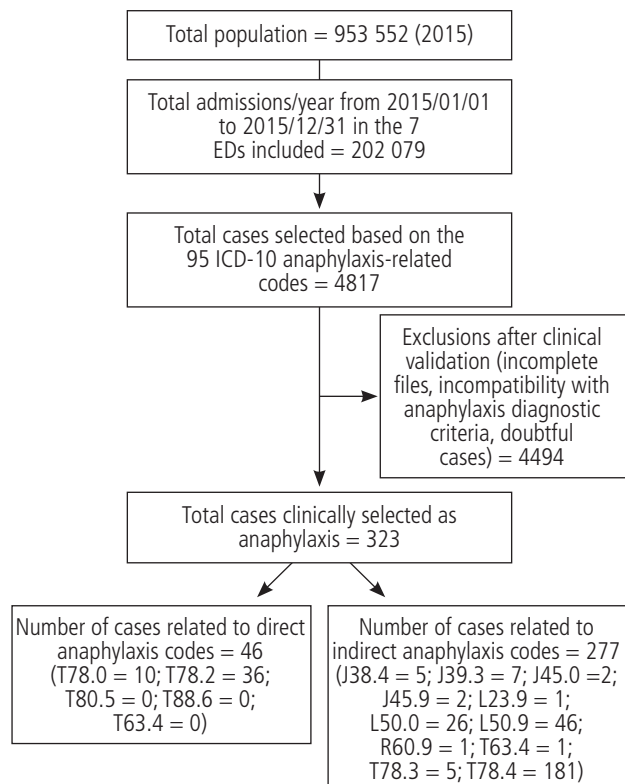 Total population = 953 552 (2015)
Total admissions/year from 2015/01/01
to 2015/12/31 in the 7
EDs included = 202 079
Total cases selected based on the
95 ICD-10 anaphylaxis-related
codes = 4817
Exclusions after clinical
validation (incomplete
files, incompatibility with
anaphylaxis diagnostic
criteria, doubtful
cases) = 4494
Total cases clinically selected as
anaphylaxis = 323
Number of cases related to direct
anaphylaxis codes = 46
(T78.0 = 10; T78.2 = 36;
T80.5 = 0; T88.6 = 0;
T63.4 = 0)
Number of cases related to
indirect anaphylaxis codes = 277
(J38.4 = 5; J39.3 = 7; J45.0 =2;
J45.9 = 2; L23.9 = 1;
L50.0 = 26; L50.9 = 46;
R60.9 = 1; T63.4 = 1;
T78.3 = 5; T78.4 = 181)